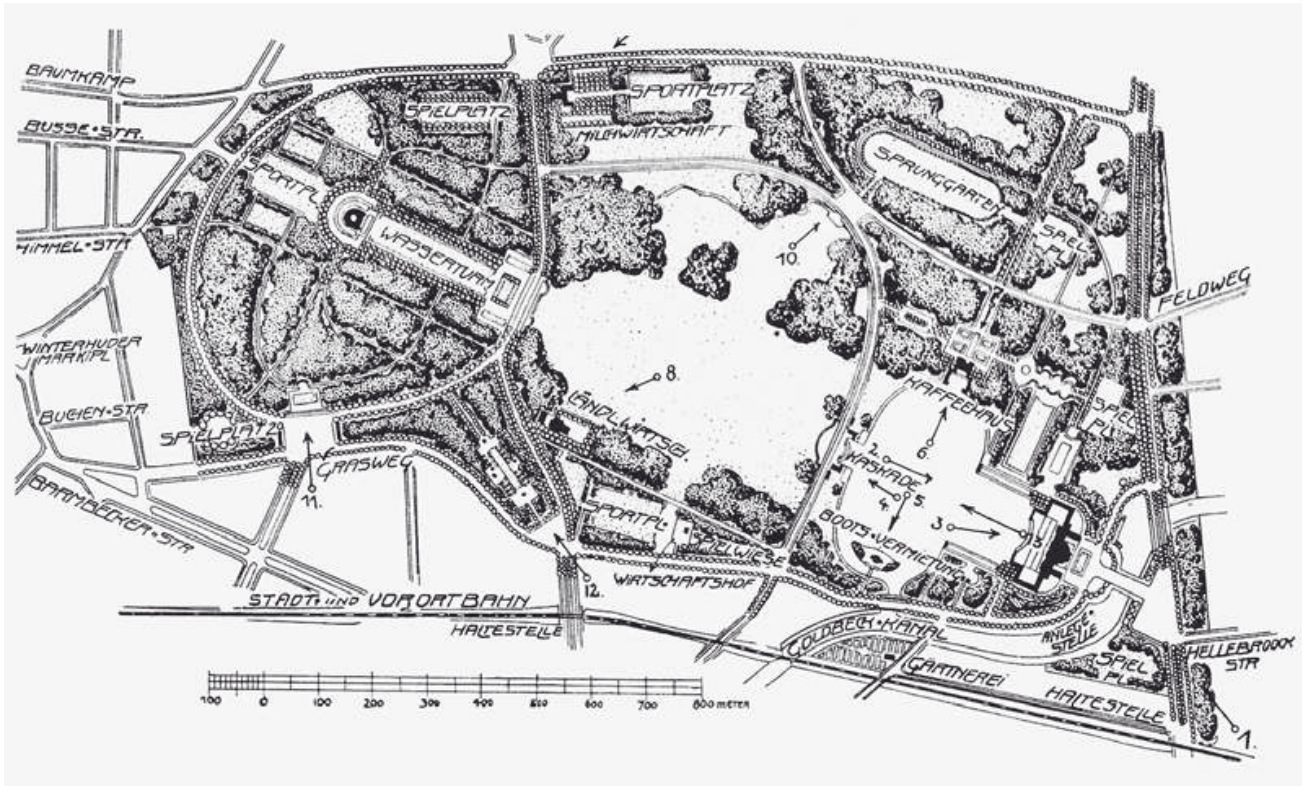 BAUMKAMP
BUSSE-STR.
HIMMEL-STR
WINTERHUDER
MARKTPL
BUCHEN-STR
BARMBECKER-STR
SPIELPLATZ
SPORTPL
WASSERTURM
SPIELPLATZ
GRASWEG
11.
SPORTPLATZ
MILCHWIRTSCHAFT
10.
8.
LÄNDL.WIRTSCH.
SPORTPL.
SPIELWIESE
WIRTSCHAFTSHOF
12.
SPRUNGGARTEN
SPIEL
PL.
FELDWEG
KAFFEEHAUS
SPIEL
PL.
6.
2.
KASKADE
4.
5.
3.
BOOTS-VERMIETUNG
STADT- UND VORORTBAHN
HALTESTELLE
GOLDBECK-KANAL
GÄRTNEREI
ANLEGE-
STELLE
SPIEL
PL.
HELLEBROOCK
STR
HALTESTELLE
1.
100 0 100 200 300 400 500 600 700 800 METER